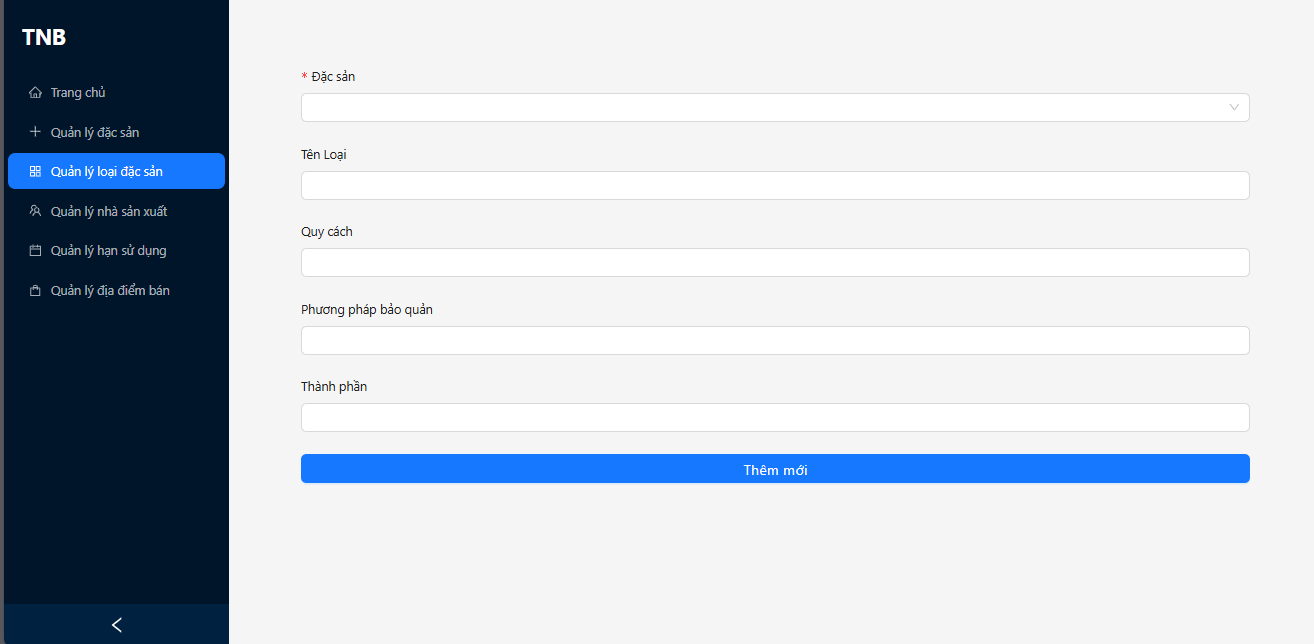 TNB
Trang chủ
Quản lý đặc sản
Quản lý loại đặc sản
Quản lý nhà sản xuất
Quản lý hạn sử dụng
Quản lý địa điểm bán
* Đặc sản
Tên Loại
Quy cách
Phương pháp bảo quản
Thành phần
Thêm mới